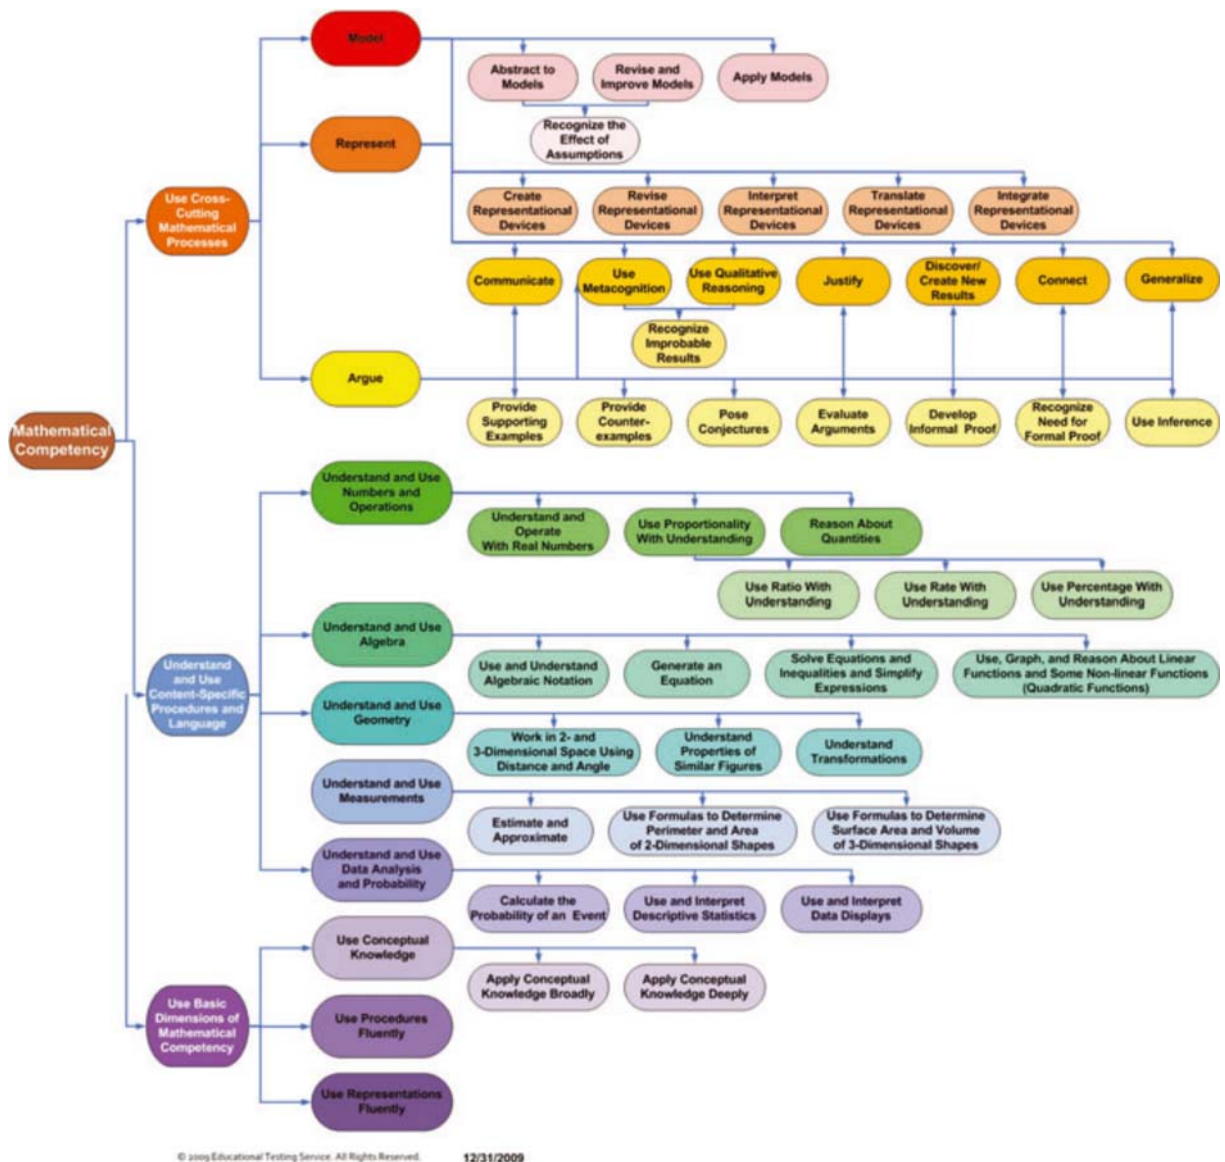 Model
Abstract to
Models
Revise and
Improve Models
Apply Models
Recognize the
Effect of
Assumptions
Represent
Create
Representational
Devices
Revise
Representational
Devices
Interpret
Representational
Devices
Translate
Representational
Devices
Integrate
Representational
Devices
Use Cross-
Cutting
Mathematical
Processes
Communicate
Use
Metacognition
Use Qualitative
Reasoning
Justify
Discover/
Create New
Results
Connect
Generalize
Recognize
Improbable
Results
Argue
Provide
Supporting
Examples
Provide
Counter-
examples
Pose
Conjectures
Evaluate
Arguments
Develop
Informal Proof
Recognize
Need for
Formal Proof
Use Inference
Mathematical
Competency
Understand and Use
Numbers and
Operations
Understand and
Operate
With Real Numbers
Use Proportionality
With Understanding
Reason About
Quantities
Use Ratio With
Understanding
Use Rate With
Understanding
Use Percentage With
Understanding
Understand and Use
Algebra
Use and Understand
Algebraic Notation
Generate an
Equation
Solve Equations and
Inequalities and Simplify
Expressions
Use, Graph, and Reason About Linear
Functions and Some Non-linear Functions
(Quadratic Functions)
Understand
and Use
Content-Specific
Procedures and
Language
Understand and Use
Geometry
Work in 2- and
3-Dimensional Space Using
Distance and Angle
Understand
Properties of
Similar Figures
Understand
Transformations
Understand and Use
Measurements
Estimate and
Approximate
Use Formulas to Determine
Perimeter and Area
of 2-Dimensional Shapes
Use Formulas to Determine
Surface Area and Volume
of 3-Dimensional Shapes
Understand and Use
Data Analysis
and Probability
Calculate the
Probability of an Event
Use and Interpret
Descriptive Statistics
Use and Interpret
Data Displays
Use Conceptual
Knowledge
Apply Conceptual
Knowledge Broadly
Apply Conceptual
Knowledge Deeply
Use Basic
Dimensions of
Mathematical
Competency
Use Procedures
Fluently
Use Representations
Fluently
© 2009 Educational Testing Service. All Rights Reserved. 12/31/2009